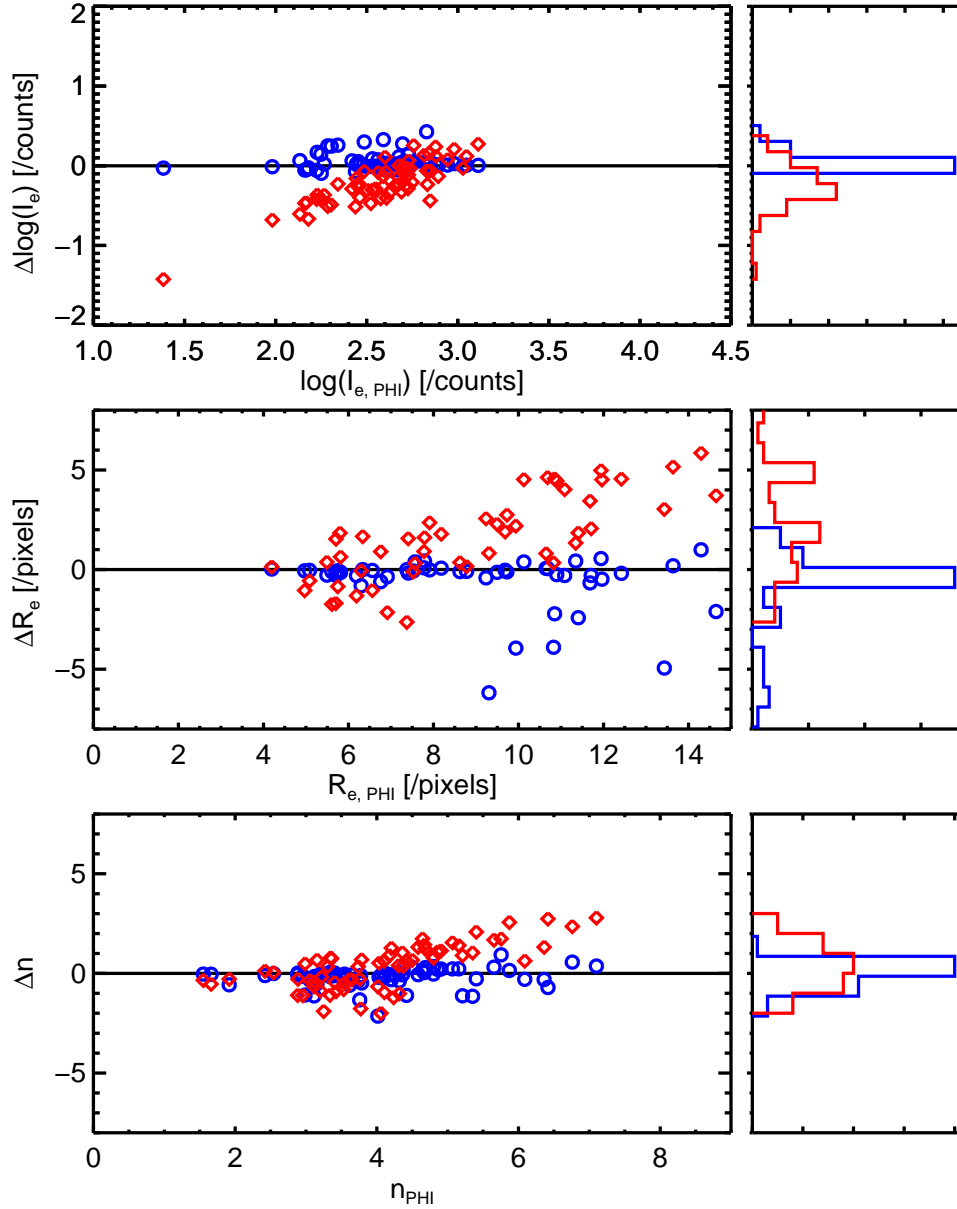 2
1
0
−1
−2
Δlog(I_e) [/counts]
1.0 1.5 2.0 2.5 3.0 3.5 4.0 4.5
log(I_e, PHI) [/counts]
5
0
−5
ΔR_e [/pixels]
0 2 4 6 8 10 12 14
R_e, PHI [/pixels]
5
0
−5
Δn
0 2 4 6 8
n_PHI